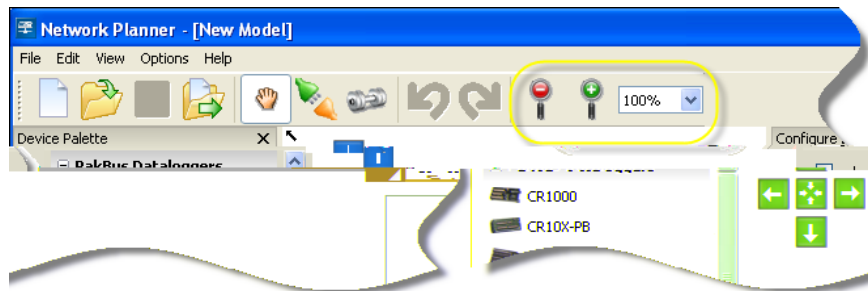 Network Planner - [New Model]
File Edit View Options Help
100%
Device Palette X
Configure
PakBus Dataloggers
CR1000
CR10X-PB